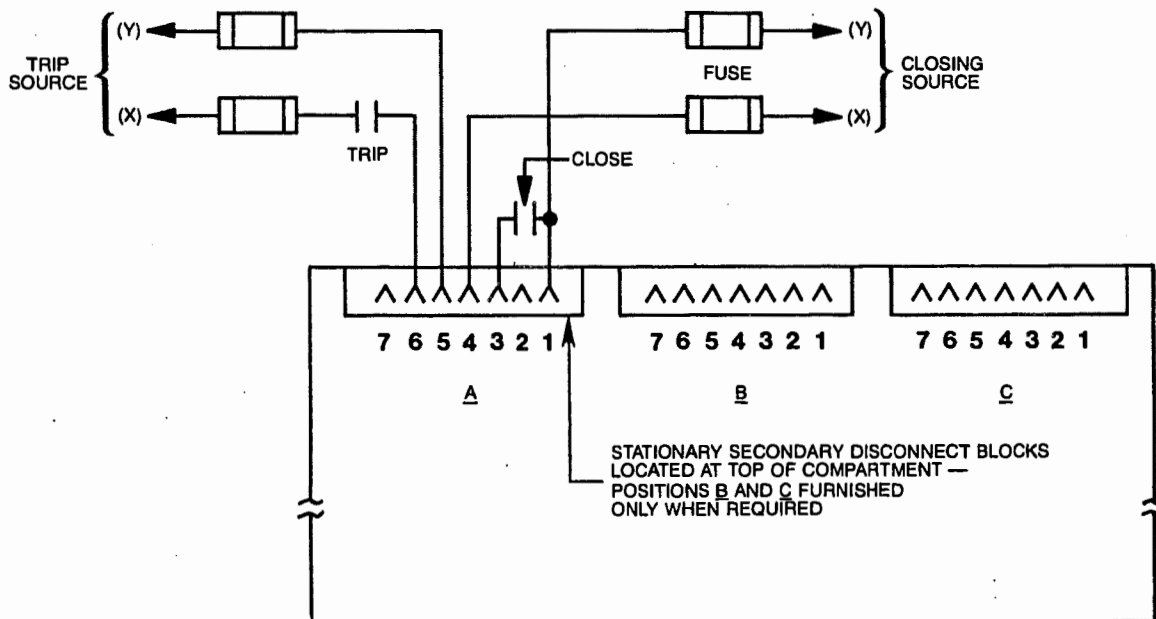 TRIP
SOURCE
(Y)
(X)
TRIP
FUSE
(Y)
(X)
CLOSING
SOURCE
CLOSE
7 6 5 4 3 2 1
A
7 6 5 4 3 2 1
B
7 6 5 4 3 2 1
C
STATIONARY SECONDARY DISCONNECT BLOCKS
LOCATED AT TOP OF COMPARTMENT —
POSITIONS B AND C FURNISHED
ONLY WHEN REQUIRED